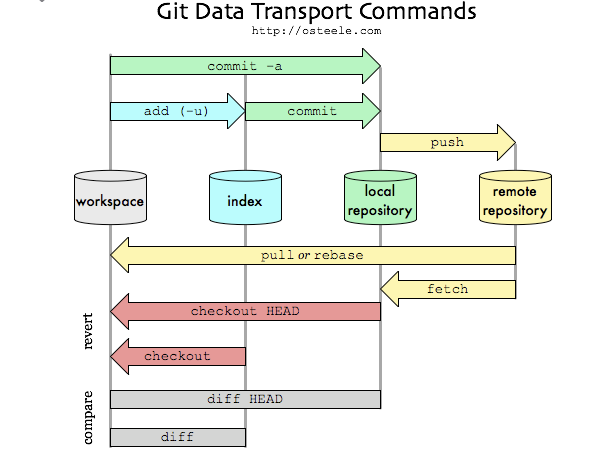 Git Data Transport Commands
http://osteele.com
commit -a
add (-u)
commit
push
workspace
index
local
repository
remote
repository
pull or rebase
fetch
revert
checkout HEAD
checkout
compare
diff HEAD
diff